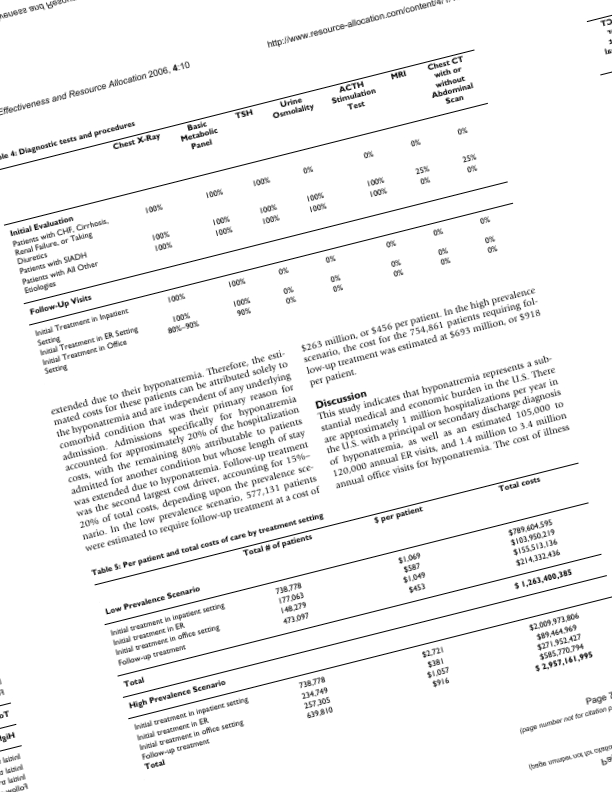 http://www.resource-allocation.com/content/4/1/
Effectiveness and Resource Allocation 2006, 4:10
Table 4: Diagnostic tests and procedures
Chest X-Ray Basic Metabolic Panel TSH Urine Osmolality ACTH Stimulation Test MRI Chest CT with or without Abdominal Scan
Initial Evaluation
Patients with CHF, Cirrhosis, Renal Failure, or Taking Diuretics 100% 100% 100% 0% 0% 0% 0%
Patients with SIADH 100% 100% 100% 100% 100% 25% 25%
Patients with All Other Etiologies 100% 100% 100% 100% 100% 0% 0%
Follow-Up Visits
Initial Treatment in Inpatient Setting 100% 100% 0% 0% 0% 0% 0%
Initial Treatment in ER Setting 100% 100% 0% 0% 0% 0% 0%
Initial Treatment in Office Setting 80%–90% 90% 0% 0% 0% 0% 0%
extended due to their hyponatremia. Therefore, the esti-
mated costs for these patients can be attributed solely to
the hyponatremia and are independent of any underlying
comorbid condition that was their primary reason for
admission. Admissions specifically for hyponatremia
accounted for approximately 20% of the hospitalization
costs, with the remaining 80% attributable to patients
admitted for another condition but whose length of stay
was extended due to hyponatremia. Follow-up treatment
was the second largest cost driver, accounting for 15%–
20% of total costs, depending upon the prevalence sce-
nario. In the low prevalence scenario, 577,131 patients
were estimated to require follow-up treatment at a cost of
$263 million, or $456 per patient. In the high prevalence
scenario, the cost for the 754,861 patients requiring fol-
low-up treatment was estimated at $693 million, or $918
per patient.
Discussion
This study indicates that hyponatremia represents a sub-
stantial medical and economic burden in the U.S. There
are approximately 1 million hospitalizations per year in
the U.S. with a principal or secondary discharge diagnosis
of hyponatremia, as well as an estimated 105,000 to
120,000 annual ER visits, and 1.4 million to 3.4 million
annual office visits for hyponatremia. The cost of illness
Table 5: Per patient and total costs of care by treatment setting
Total # of patients $ per patient Total costs
Low Prevalence Scenario
Initial treatment in inpatient setting 738,778 $1,069 $789,604,595
Initial treatment in ER 177,063 $587 $103,950,219
Initial treatment in office setting 148,279 $1,049 $155,513,136
Follow-up treatment 473,097 $453 $214,332,436
Total $ 1,263,400,385
High Prevalence Scenario
Initial treatment in inpatient setting 738,778 $2,721 $2,009,973,806
Initial treatment in ER 234,749 $381 $89,464,969
Initial treatment in office setting 257,305 $1,057 $271,952,427
Follow-up treatment 639,810 $916 $585,770,794
Total $ 2,957,161,995
Page 7
(page number not for citation p